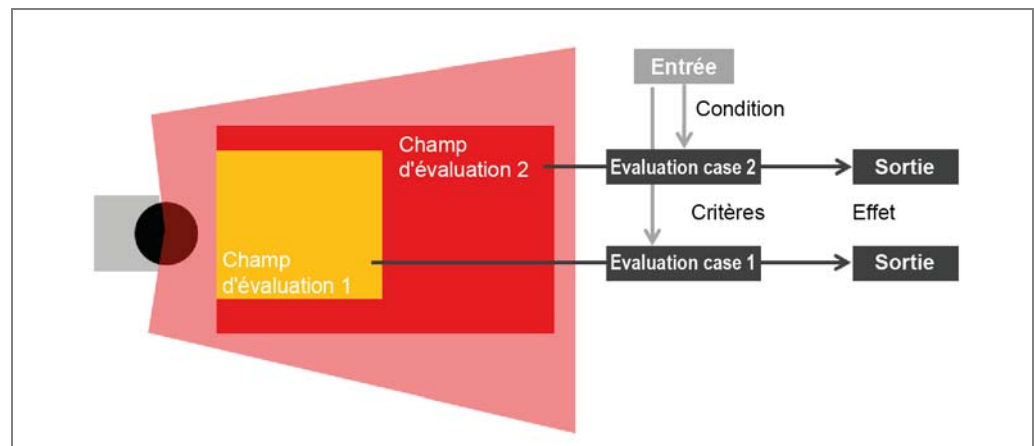 Entrée
Condition
Champ
d'évaluation 2
Evaluation case 2
Sortie
Critères
Effet
Champ
d'évaluation 1
Evaluation case 1
Sortie